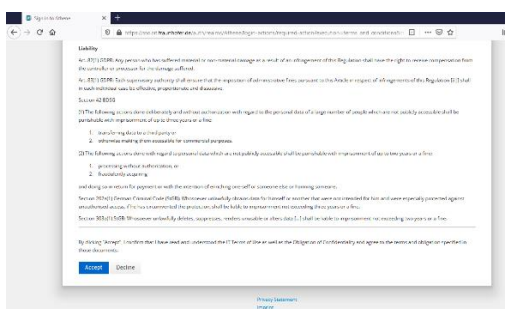 Sign in to Athene
Liability
Art. 82(1) GDPR: Any person who has suffered material or non-material damage as a result of an infringement of this Regulation shall have the right to receive compensation from
the controller or processor for the damage suffered.
Art. 83(1) GDPR: Each supervisory authority shall ensure that the imposition of administrative fines pursuant to this Article in respect of infringements of this Regulation [...] shall
in each individual case be effective, proportionate and dissuasive.
Section 42 BDSG
(1) The following actions done deliberately and without authorization with regard to the personal data of a large number of people which are not publicly accessible shall be
punishable with imprisonment of up to three years or a fine:
1. transferring data to a third party or
2. otherwise making them accessible for commercial purposes.
(2) The following actions done with regard to personal data which are not publicly accessible shall be punishable with imprisonment of up to two years or a fine:
1. processing without authorization, or
2. fraudulently acquiring
and doing so in return for payment or with the intention of enriching oneself or someone else or harming someone.
Section 202a(1) German Criminal Code (StGB): Whosoever unlawfully obtains data for himself or another that were not intended for him and were especially protected against
unauthorised access, if he has circumvented the protection, shall be liable to imprisonment not exceeding three years or a fine.
Section 303a(1) StGB: Whosoever unlawfully deletes, suppresses, renders unusable or alters data [...] shall be liable to imprisonment not exceeding two years or a fine.
By clicking "Accept", I confirm that I have read and understood the IT Terms of Use as well as the Obligation of Confidentiality and agree to the terms and obligation specified in
those documents.
Accept Decline
Privacy Statement
Imprint